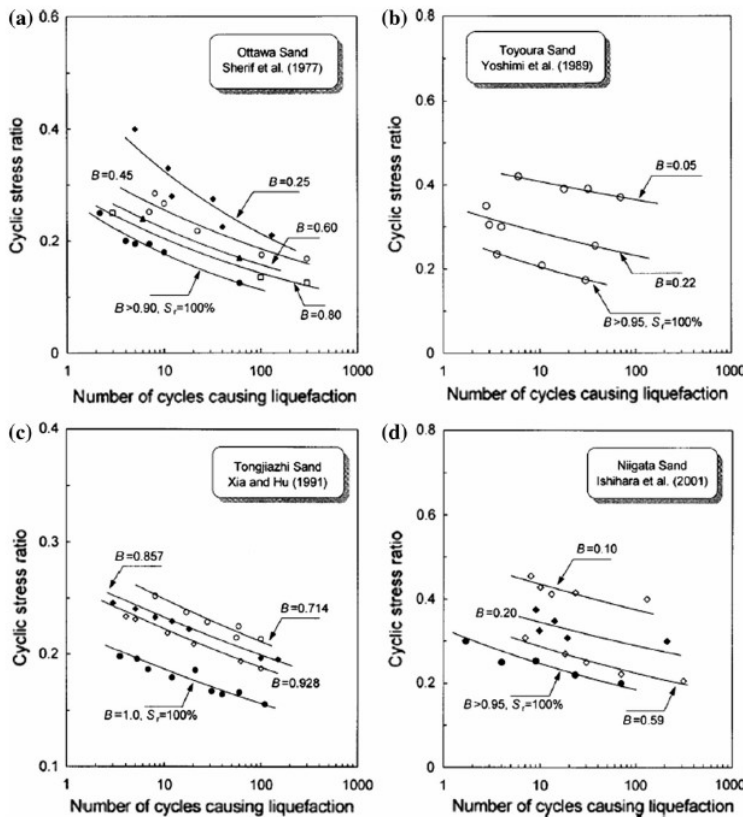 (a)
0.6
Ottawa Sand
Sherif et al. (1977)
0.4
B=0.45
B=0.25
B=0.60
0.2
B>0.90, Sr=100%
B=0.80
0
1
10
100
1000
Cyclic stress ratio
Number of cycles causing liquefaction
(b)
0.8
Toyoura Sand
Yoshimi et al. (1989)
0.6
B=0.05
0.4
B=0.22
0.2
B>0.95, Sr=100%
0
1
10
100
1000
Cyclic stress ratio
Number of cycles causing liquefaction
(c)
0.4
Tongjiazhi Sand
Xia and Hu (1991)
0.3
B=0.857
B=0.714
0.2
B=0.928
B=1.0, Sr=100%
0.1
1
10
100
1000
Cyclic stress ratio
Number of cycles causing liquefaction
(d)
0.8
Niigata Sand
Ishihara et al. (2001)
0.6
B=0.10
0.4
B=0.20
B>0.95, Sr=100%
0.2
B=0.59
0
1
10
100
1000
Cyclic stress ratio
Number of cycles causing liquefaction